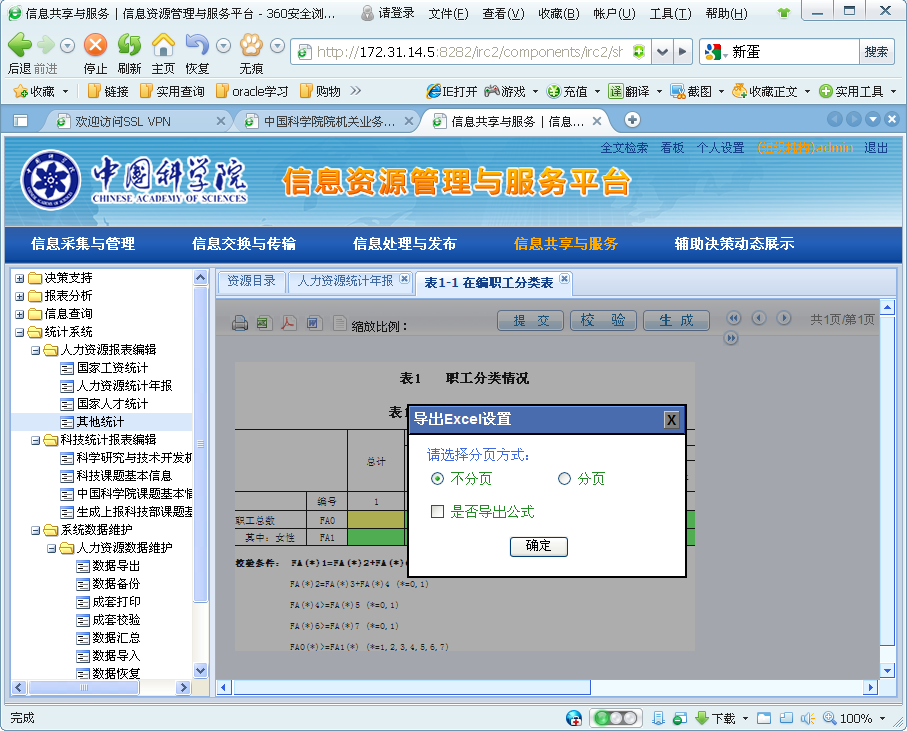 信息共享与服务 | 信息资源管理与服务平台 - 360安全浏...
请登录 文件(F) 查看(V) 收藏(B) 帐户(U) 工具(T) 帮助(H)
后退 前进 停止 刷新 主页 恢复 无痕
http://172.31.14.5:8282/irc2/components/irc2/sh
新蛋 搜索
收藏 链接 实用查询 oracle学习 购物 IE打开 游戏 充值 翻译 截图 收藏正文 实用工具
欢迎访问SSL VPN 中国科学院院机关业务... 信息共享与服务 | 信息...
全文检索 看板 个人设置 admin 退出
中国科学院
CHINESE ACADEMY OF SCIENCES
信息资源管理与服务平台
信息采集与管理 信息交换与传输 信息处理与发布 信息共享与服务 辅助决策动态展示
决策支持
报表分析
信息查询
统计系统
人力资源报表编辑
国家工资统计
人力资源统计年报
国家人才统计
其他统计
科技统计报表编辑
科学研究与技术开发机
科技课题基本信息
中国科学院课题基本情
生成上报科技部课题基
系统数据维护
人力资源数据维护
数据导出
数据备份
成套打印
成套校验
数据汇总
数据导入
数据恢复
资源目录 人力资源统计年报 表1-1 在编职工分类表
缩放比例： 提 交 校 验 生 成 共1页/第1页
表1 职工分类情况
表1
总计
编号 1
职工总数 FA0
其中：女性 FA1
校验条件： FA(*)1=FA(*)2+FA(*)
FA(*)2=FA(*)3+FA(*)4 (*=0,1)
FA(*)4>=FA(*)5 (*=0,1)
FA(*)6>=FA(*)7 (*=0,1)
FA0(*)>=FA1(*) (*=1,2,3,4,5,6,7)
导出Excel设置 X
请选择分页方式:
不分页 分页
是否导出公式
确定
完成 下载 100%